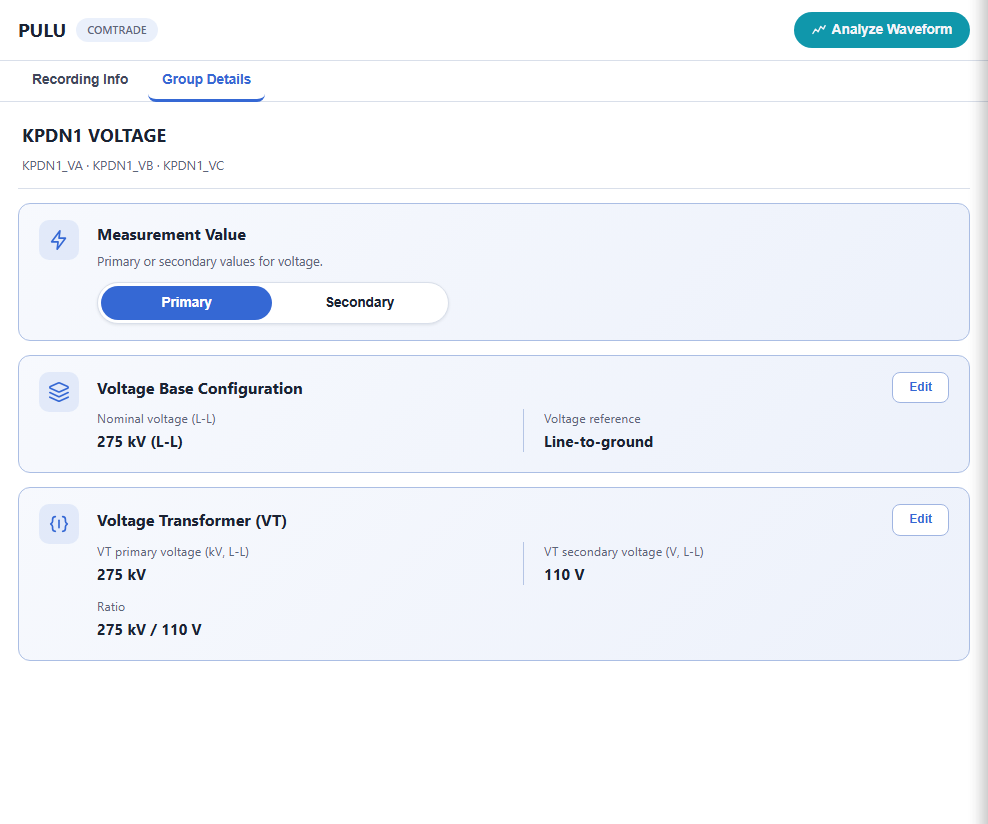 PULU COMTRADE Analyze Waveform
Recording Info Group Details
KPDN1 VOLTAGE
KPDN1_VA · KPDN1_VB · KPDN1_VC
Measurement Value
Primary or secondary values for voltage.
Primary Secondary
Voltage Base Configuration Edit
Nominal voltage (L-L) Voltage reference
275 kV (L-L) Line-to-ground
Voltage Transformer (VT) Edit
VT primary voltage (kV, L-L) VT secondary voltage (V, L-L)
275 kV 110 V
Ratio
275 kV / 110 V